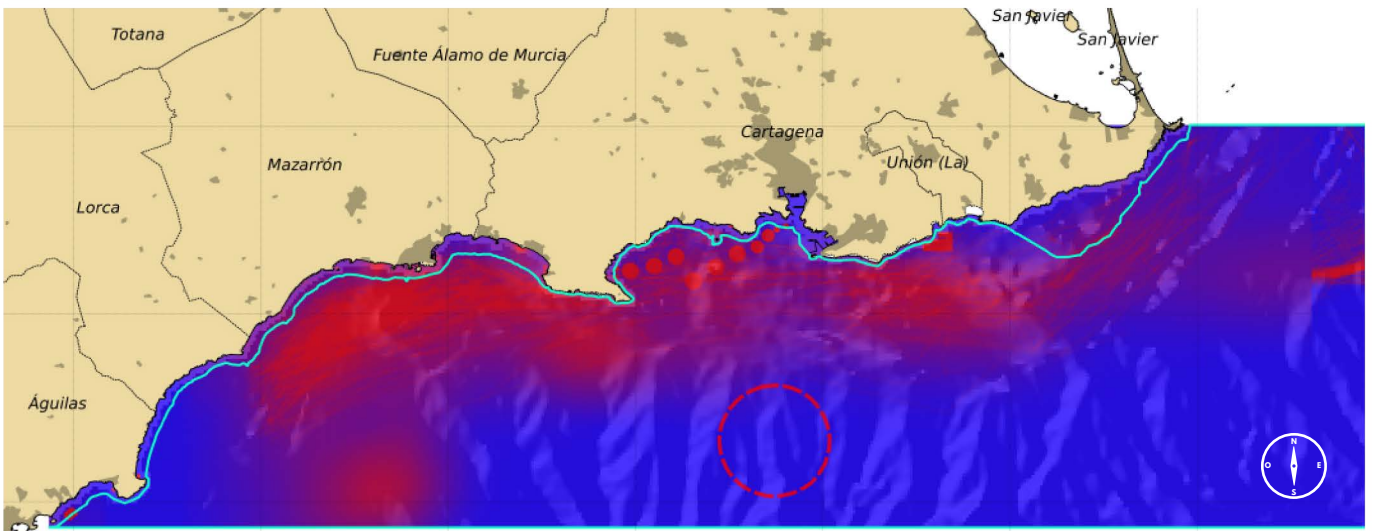 San Javier
Totana
San Javier
Fuente Álamo de Murcia
Cartagena
Mazarrón
Unión (La)
Lorca
Águilas
N
O
E
S